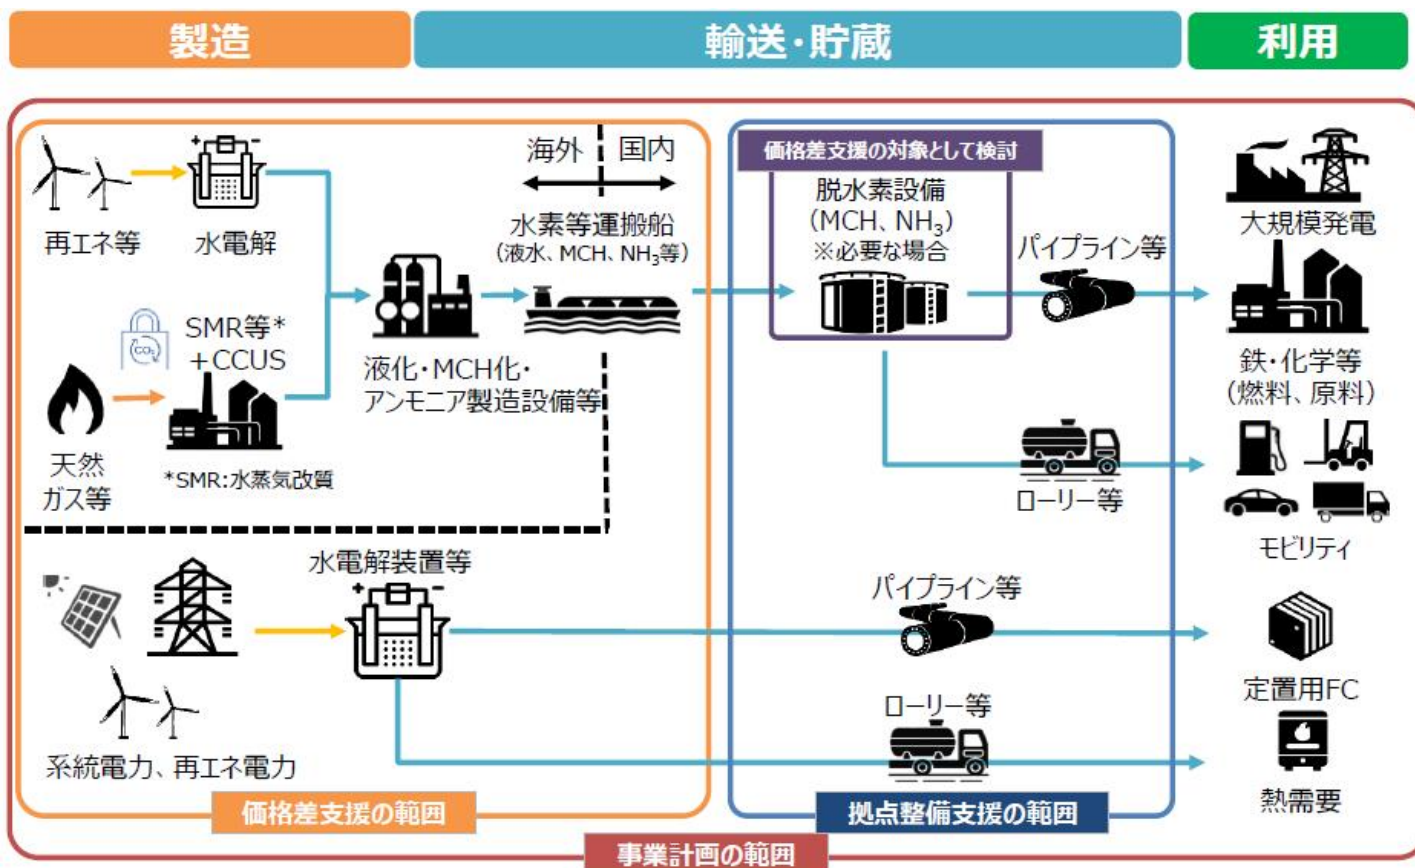 製造
輸送・貯蔵
利用
海外
国内
価格差支援の対象として検討
再エネ等
水電解
水素等運搬船
(液水、MCH、NH₃等)
脱水素設備
(MCH、NH₃)
※必要な場合
パイプライン等
大規模発電
CO₂
SMR等*
+CCUS
液化・MCH化・
アンモニア製造設備等
鉄・化学等
(燃料、原料)
天然
ガス等
*SMR:水蒸気改質
ローリー等
モビリティ
水電解装置等
パイプライン等
定置用FC
ローリー等
系統電力、再エネ電力
熱需要
価格差支援の範囲
拠点整備支援の範囲
事業計画の範囲